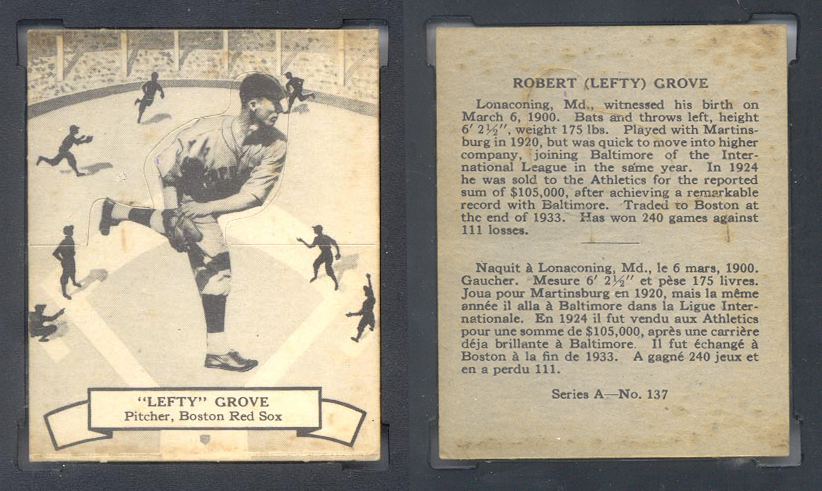 "LEFTY" GROVE
Pitcher, Boston Red Sox
ROBERT (LEFTY) GROVE
Lonaconing, Md., witnessed his birth on
March 6, 1900. Bats and throws left, height
6′ 2½″, weight 175 lbs. Played with Martins-
burg in 1920, but was quick to move into higher
company, joining Baltimore of the Inter-
national League in the same year. In 1924
he was sold to the Athletics for the reported
sum of $105,000, after achieving a remarkable
record with Baltimore. Traded to Boston at
the end of 1933. Has won 240 games against
111 losses.
Naquit à Lonaconing, Md., le 6 mars, 1900.
Gaucher. Mesure 6′ 2½″ et pèse 175 livres.
Joua pour Martinsburg en 1920, mais la même
année il alla à Baltimore dans la Ligue Inter-
nationale. En 1924 il fut vendu aux Athletics
pour une somme de $105,000, après une carrière
déja brillante à Baltimore. Il fut échangé à
Boston à la fin de 1933. A gagné 240 jeux et
en a perdu 111.
Series A—No. 137